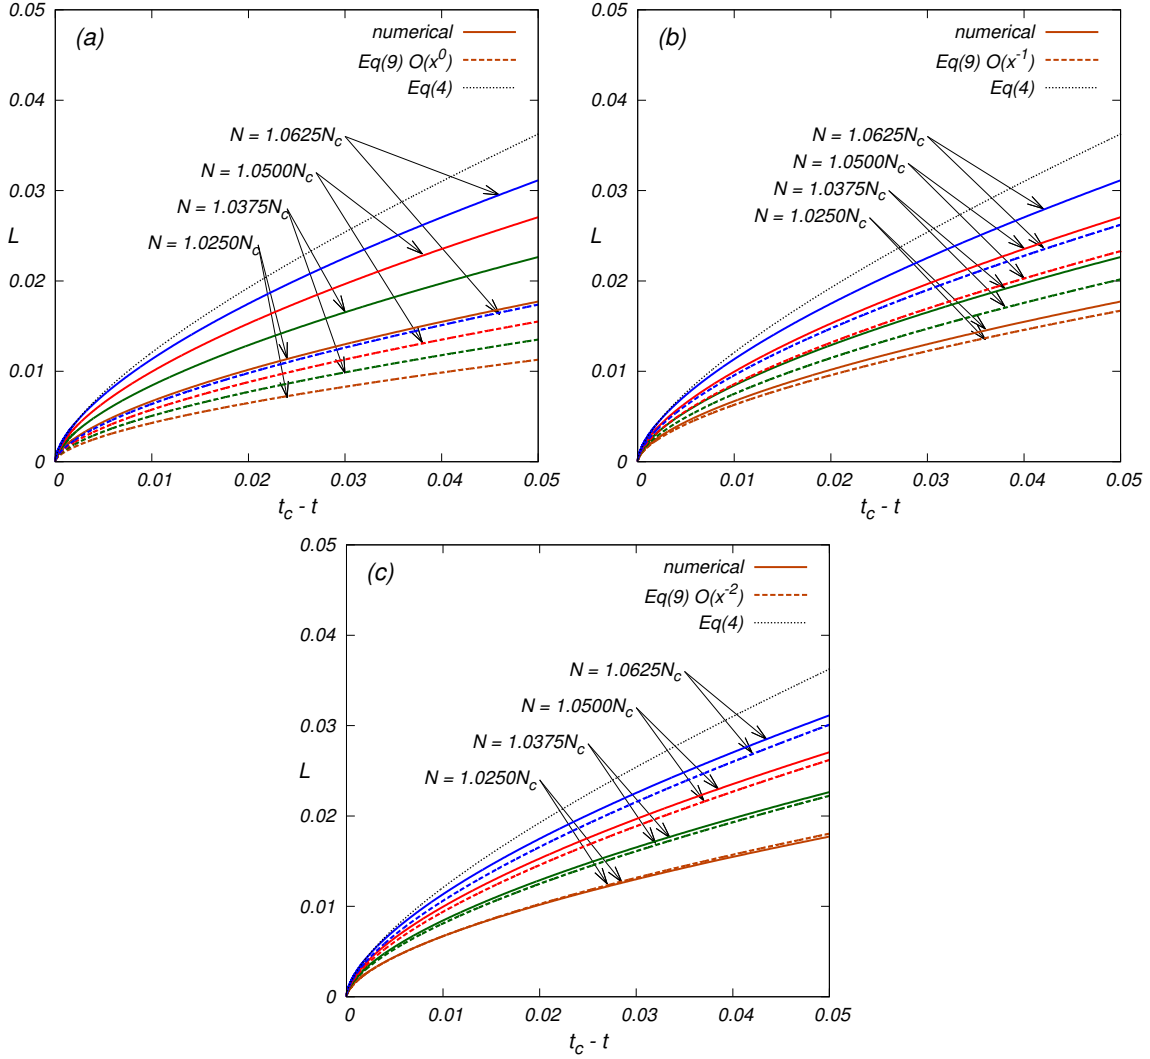 (a)
numerical
Eq(9) O(x^0)
Eq(4)
N = 1.0625N_c
N = 1.0500N_c
N = 1.0375N_c
N = 1.0250N_c
L
0.05
0.04
0.03
0.02
0.01
0
0 0.01 0.02 0.03 0.04 0.05
t_c - t
(b)
numerical
Eq(9) O(x^-1)
Eq(4)
N = 1.0625N_c
N = 1.0500N_c
N = 1.0375N_c
N = 1.0250N_c
L
0.05
0.04
0.03
0.02
0.01
0
0 0.01 0.02 0.03 0.04 0.05
t_c - t
(c)
numerical
Eq(9) O(x^-2)
Eq(4)
N = 1.0625N_c
N = 1.0500N_c
N = 1.0375N_c
N = 1.0250N_c
L
0.05
0.04
0.03
0.02
0.01
0
0 0.01 0.02 0.03 0.04 0.05
t_c - t